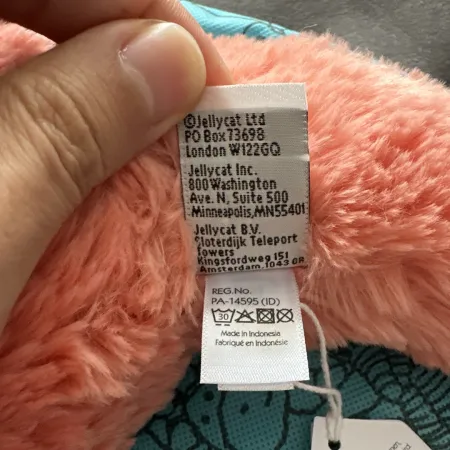 ©Jellycat Ltd
PO Box 73698
London W122GQ
Jellycat Inc.
800 Washington
Ave. N, Suite 500
Minneapolis, MN55401
Jellycat B.V.
Sloterdijk Teleport
Towers
Kingsfordweg 151
Amsterdam, 1043 GR
REG.No.
PA-14595 (ID)
30
Made in Indonesia
Fabriqué en Indonésie